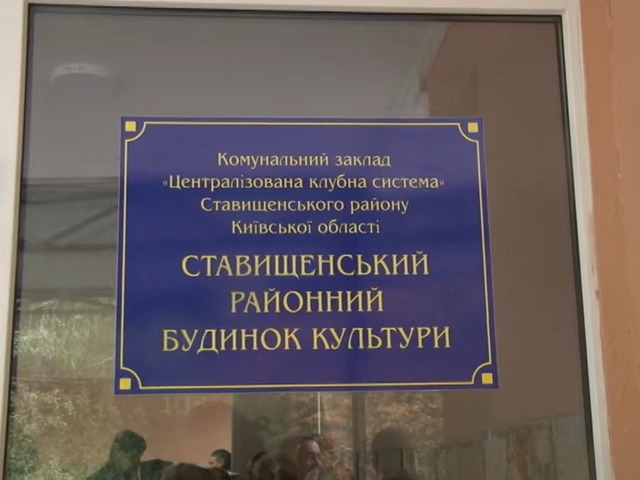 Комунальний заклад
«Централізована клубна система»
Ставищенського району
Київської області
СТАВИЩЕНСЬКИЙ
РАЙОННИЙ
БУДИНОК КУЛЬТУРИ